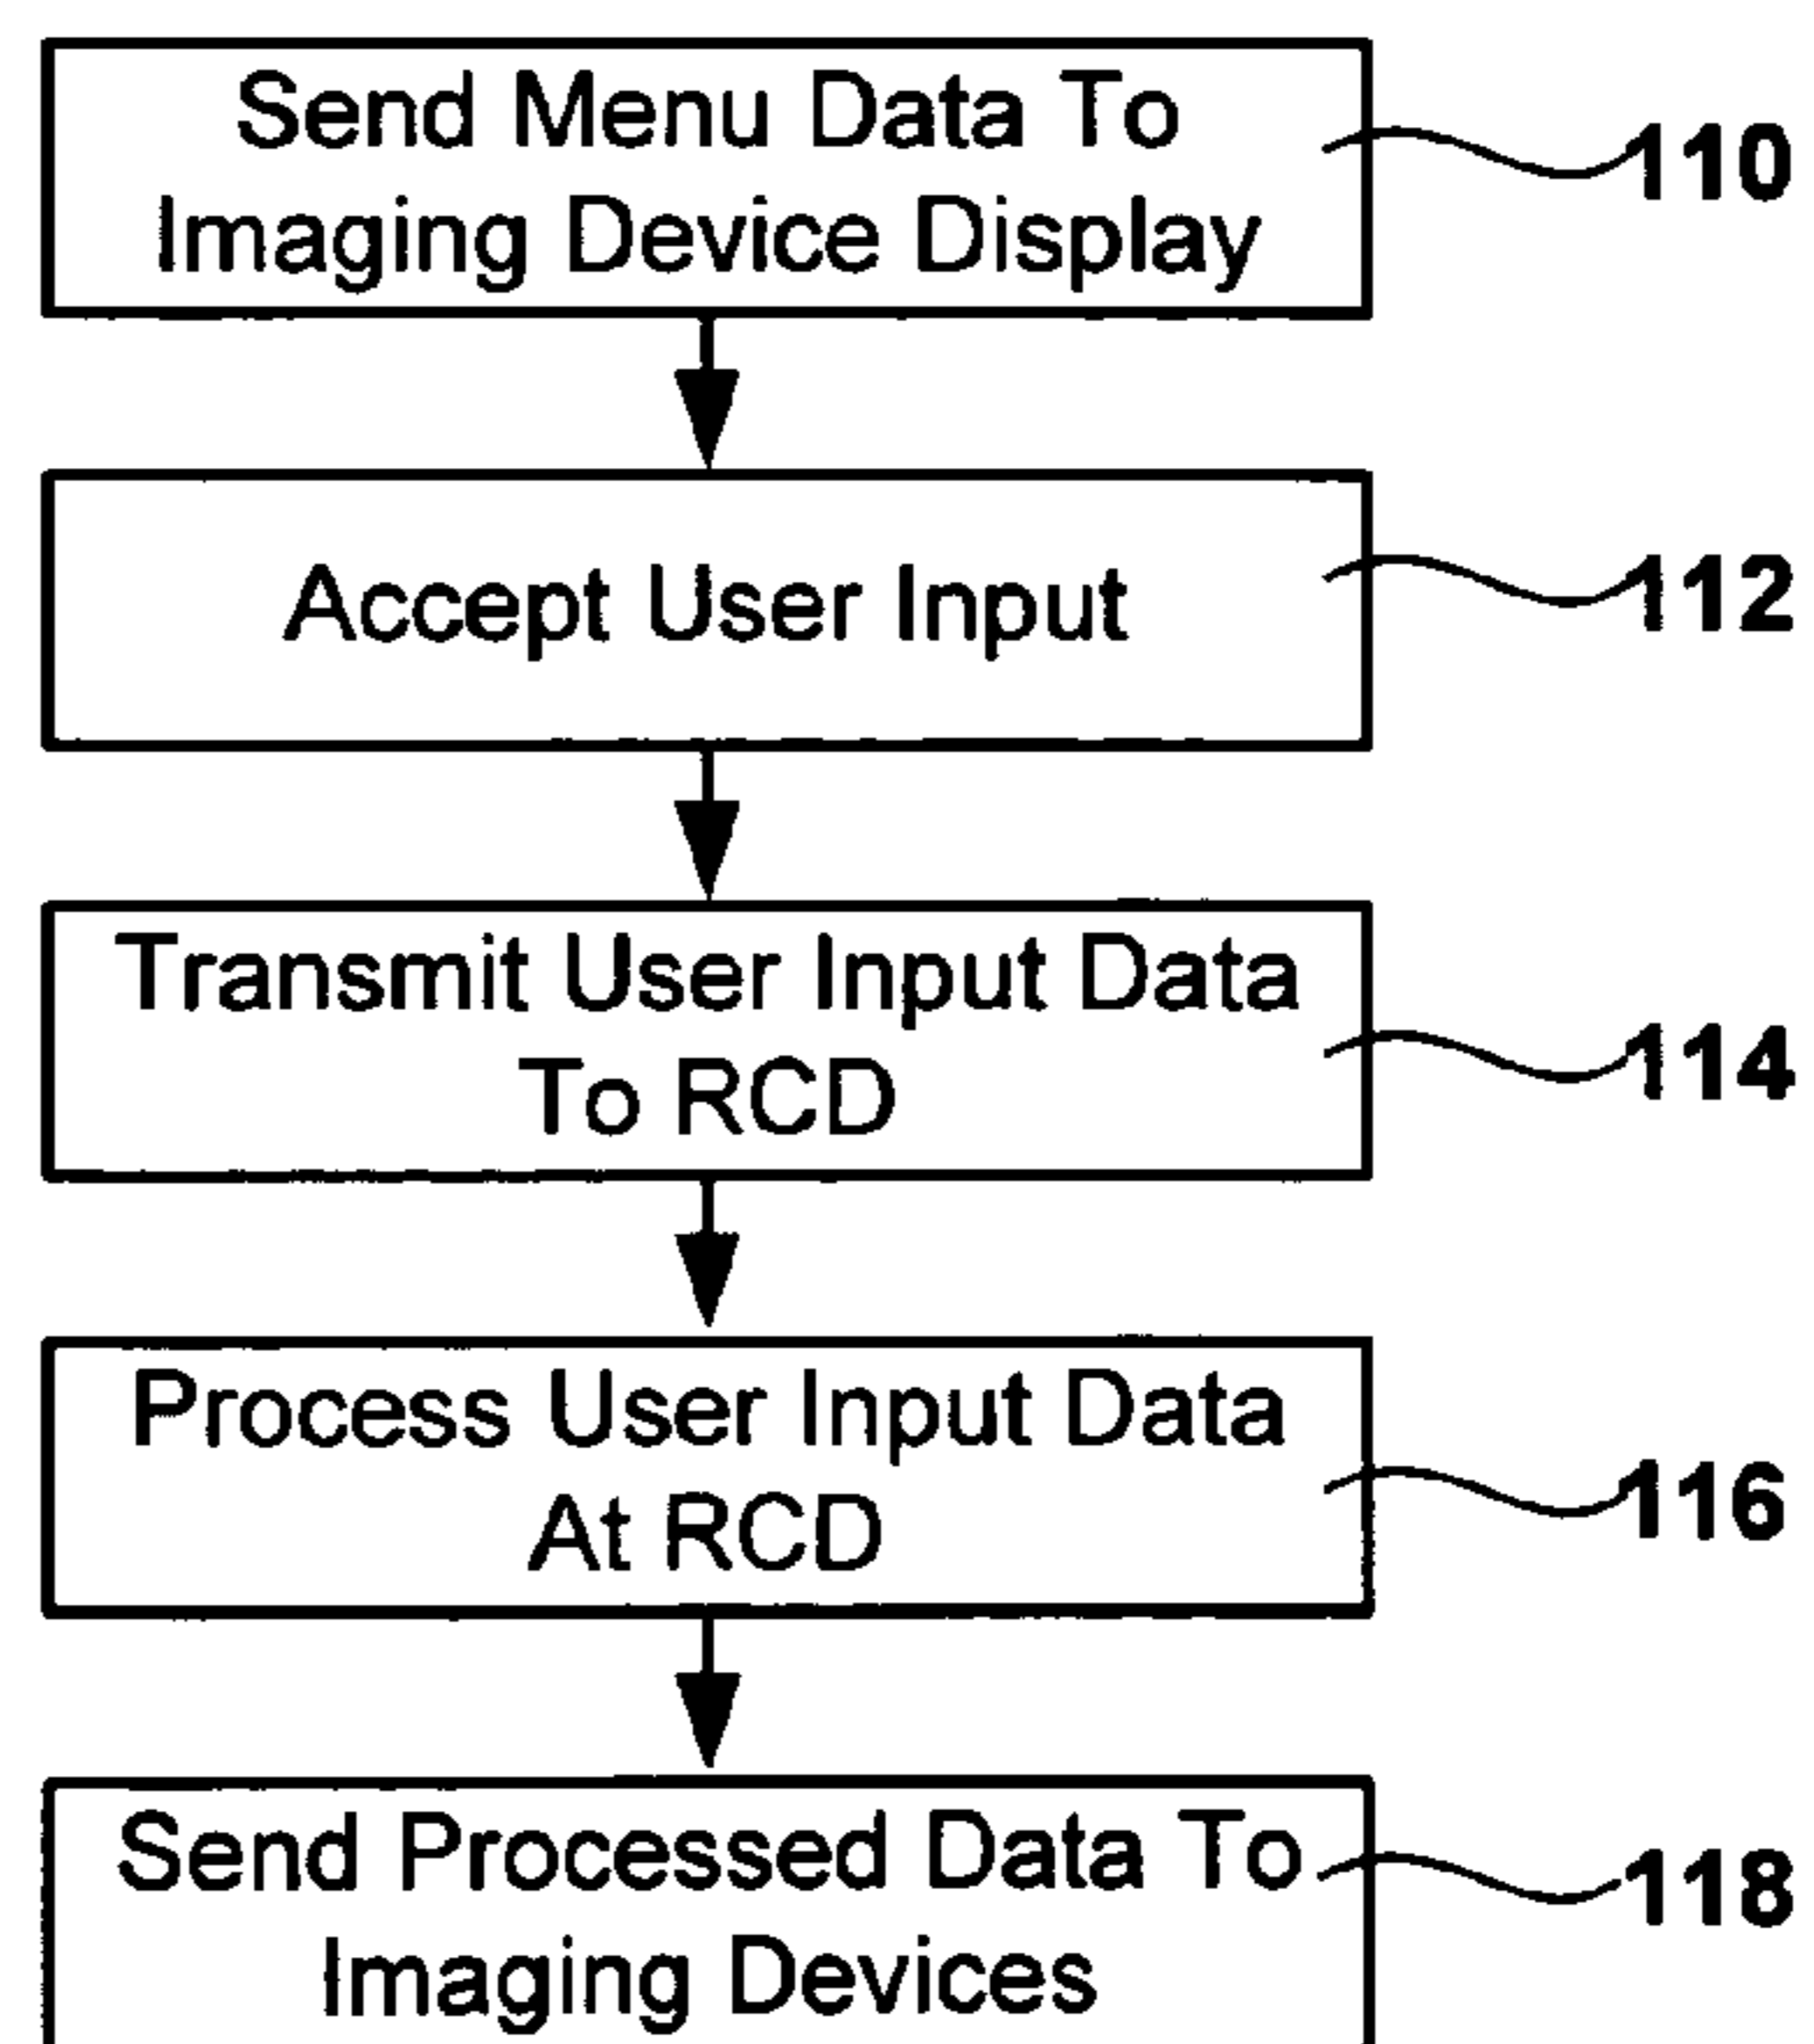 Send Menu Data To
Imaging Device Display
110
Accept User Input
112
Transmit User Input Data
To RCD
114
Process User Input Data
At RCD
116
Send Processed Data To
Imaging Devices
118